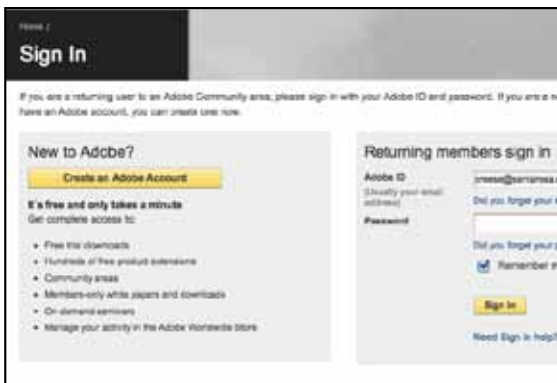 Home /
Sign In
If you are a returning user to an Adobe Community area, please sign in with your Adobe ID and password. If you are a
have an Adobe account, you can create one now.
New to Adobe?
Create an Adobe Account
It's free and only takes a minute
Get complete access to:
• Free trial downloads
• Hundreds of free product extensions
• Community areas
• Members-only white papers and downloads
• On-demand seminars
• Manage your activity in the Adobe Worldwide Store
Returning members sign in
Adobe ID
(Usually your email address)
Did you forget your
Password
Did you forget your
Remember
Sign in
Need Sign in help?